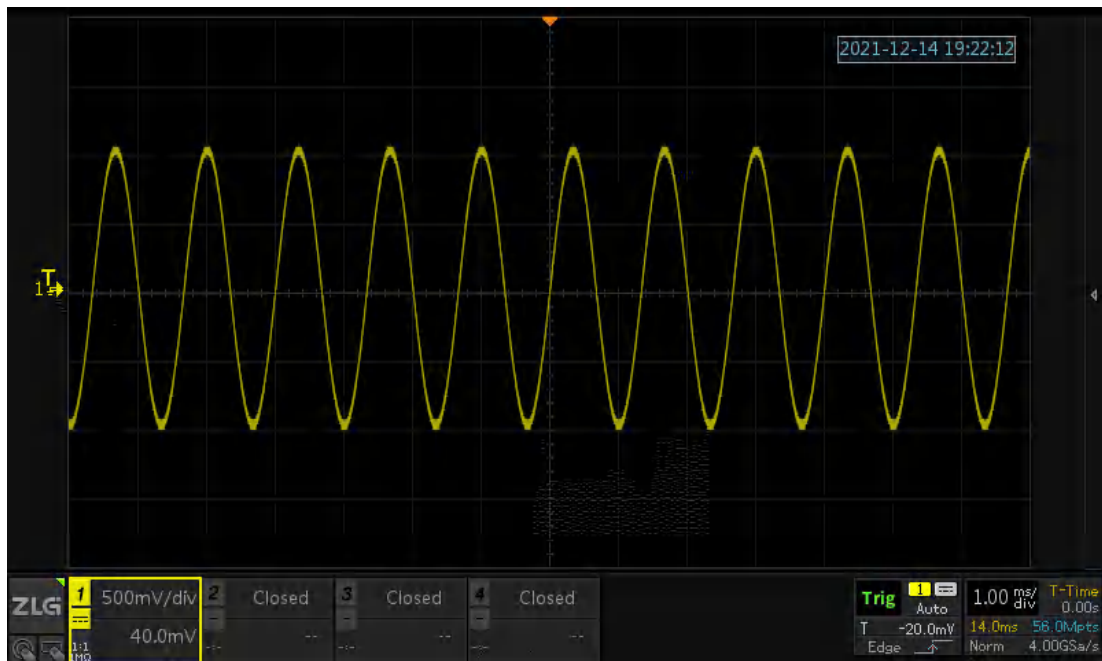 2021-12-14 19:22:12
T
1
ZLG
1 500mV/div
40.0mV
1:1
1MΩ
2 Closed
--
-:-
3 Closed
--
-:-
4 Closed
--
-:-
Trig 1
Auto
T -20.0mV
Edge
1.00 ms/div T-Time
0.00s
14.0ms 56.0Mpts
Norm 4.00GSa/s